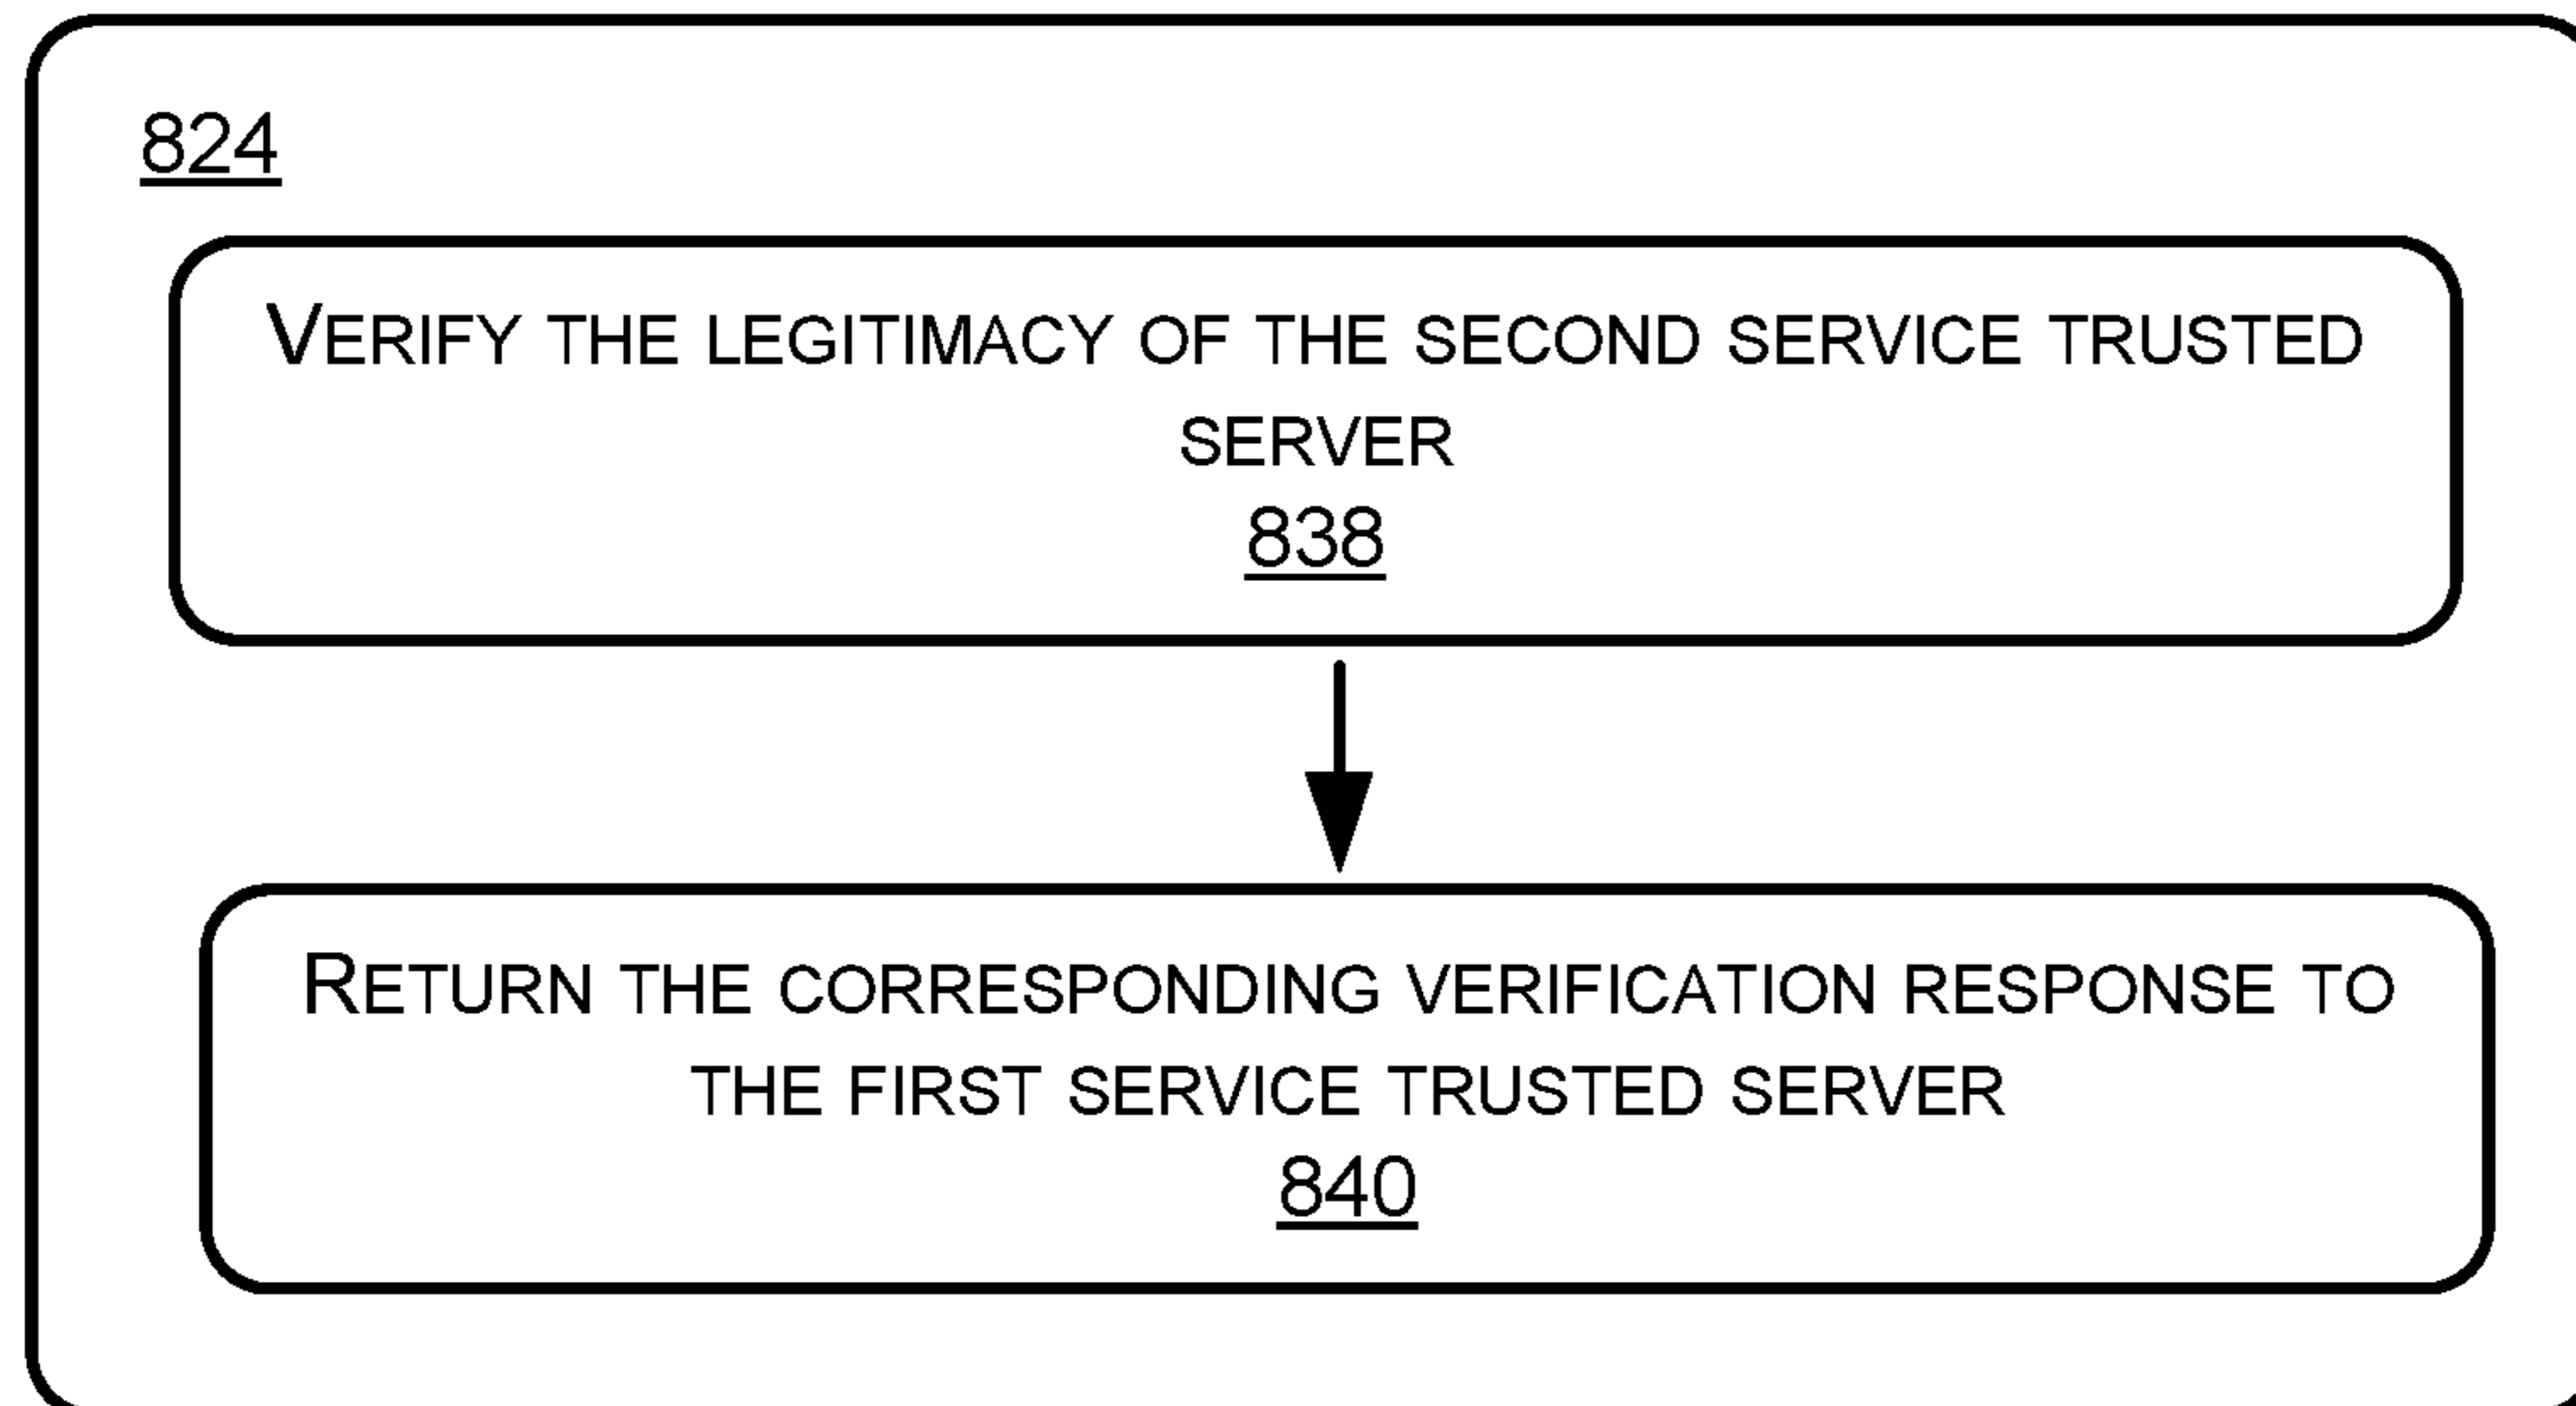 824
VERIFY THE LEGITIMACY OF THE SECOND SERVICE TRUSTED
SERVER
838
RETURN THE CORRESPONDING VERIFICATION RESPONSE TO
THE FIRST SERVICE TRUSTED SERVER
840